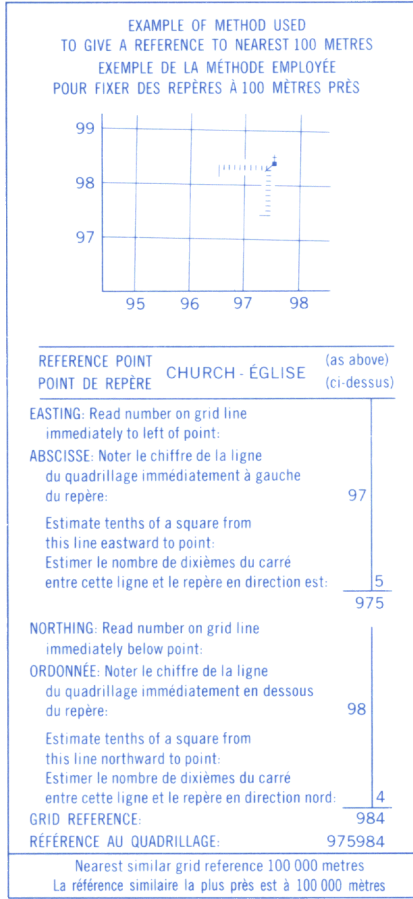 EXAMPLE OF METHOD USED
TO GIVE A REFERENCE TO NEAREST 100 METRES
EXEMPLE DE LA MÉTHODE EMPLOYÉE
POUR FIXER DES REPÈRES À 100 MÈTRES PRÈS
99
98
97
95 96 97 98
REFERENCE POINT
POINT DE REPÈRE
CHURCH - ÉGLISE
(as above)
(ci-dessus)
EASTING: Read number on grid line
immediately to left of point:
ABSCISSE: Noter le chiffre de la ligne
du quadrillage immédiatement à gauche
du repère: 97
Estimate tenths of a square from
this line eastward to point:
Estimer le nombre de dixièmes du carré
entre cette ligne et le repère en direction est: 5
975
NORTHING: Read number on grid line
immediately below point:
ORDONNÉE: Noter le chiffre de la ligne
du quadrillage immédiatement en dessous
du repère: 98
Estimate tenths of a square from
this line northward to point:
Estimer le nombre de dixièmes du carré
entre cette ligne et le repère en direction nord: 4
GRID REFERENCE: 984
RÉFÉRENCE AU QUADRILLAGE: 975984
Nearest similar grid reference 100 000 metres
La référence similaire la plus près est à 100 000 mètres